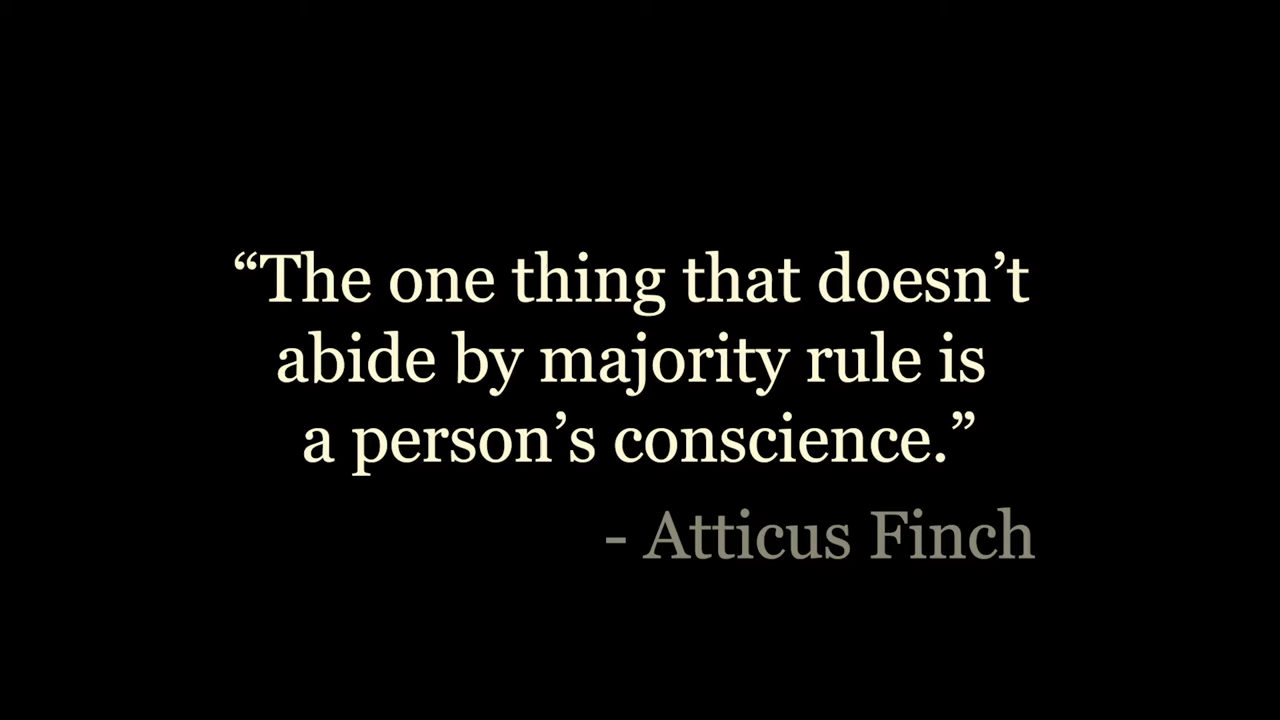 “The one thing that doesn’t
abide by majority rule is
a person’s conscience.”
- Atticus Finch